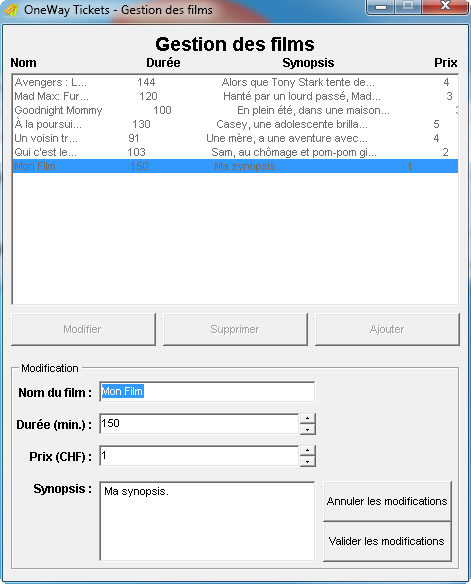 OneWay Tickets - Gestion des films
Gestion des films
Nom Durée Synopsis Prix
Avengers : L... 144 Alors que Tony Stark tente de... 4
Mad Max: Fur... 120 Hanté par un lourd passé, Mad... 3
Goodnight Mommy 100 En plein été, dans une maison... 3
À la poursui... 130 Casey, une adolescente brilla... 5
Un voisin tr... 91 Une mère, a une aventure avec... 4
Qui c'est le... 103 Sam, au chômage et pom-pom gi... 2
Mon Film 150 Ma synopsis. 1
Modifier Supprimer Ajouter
Modification
Nom du film : Mon Film
Durée (min.) : 150
Prix (CHF) : 1
Synopsis : Ma synopsis.
Annuler les modifications
Valider les modifications